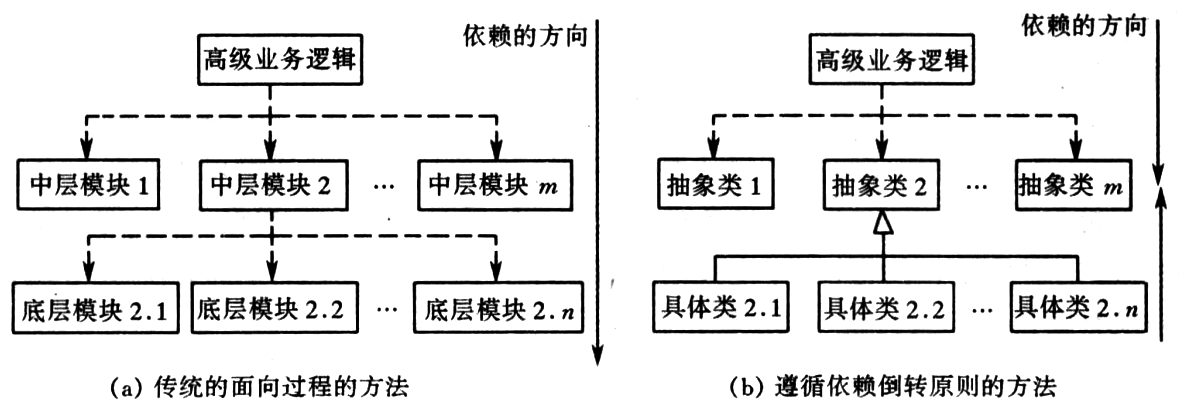 依赖的方向
高级业务逻辑
中层模块 1
中层模块 2
…
中层模块 m
底层模块 2.1
底层模块 2.2
…
底层模块 2.n
(a) 传统的面向过程的方法
依赖的方向
高级业务逻辑
抽象类 1
抽象类 2
…
抽象类 m
具体类 2.1
具体类 2.2
…
具体类 2.n
(b) 遵循依赖倒转原则的方法